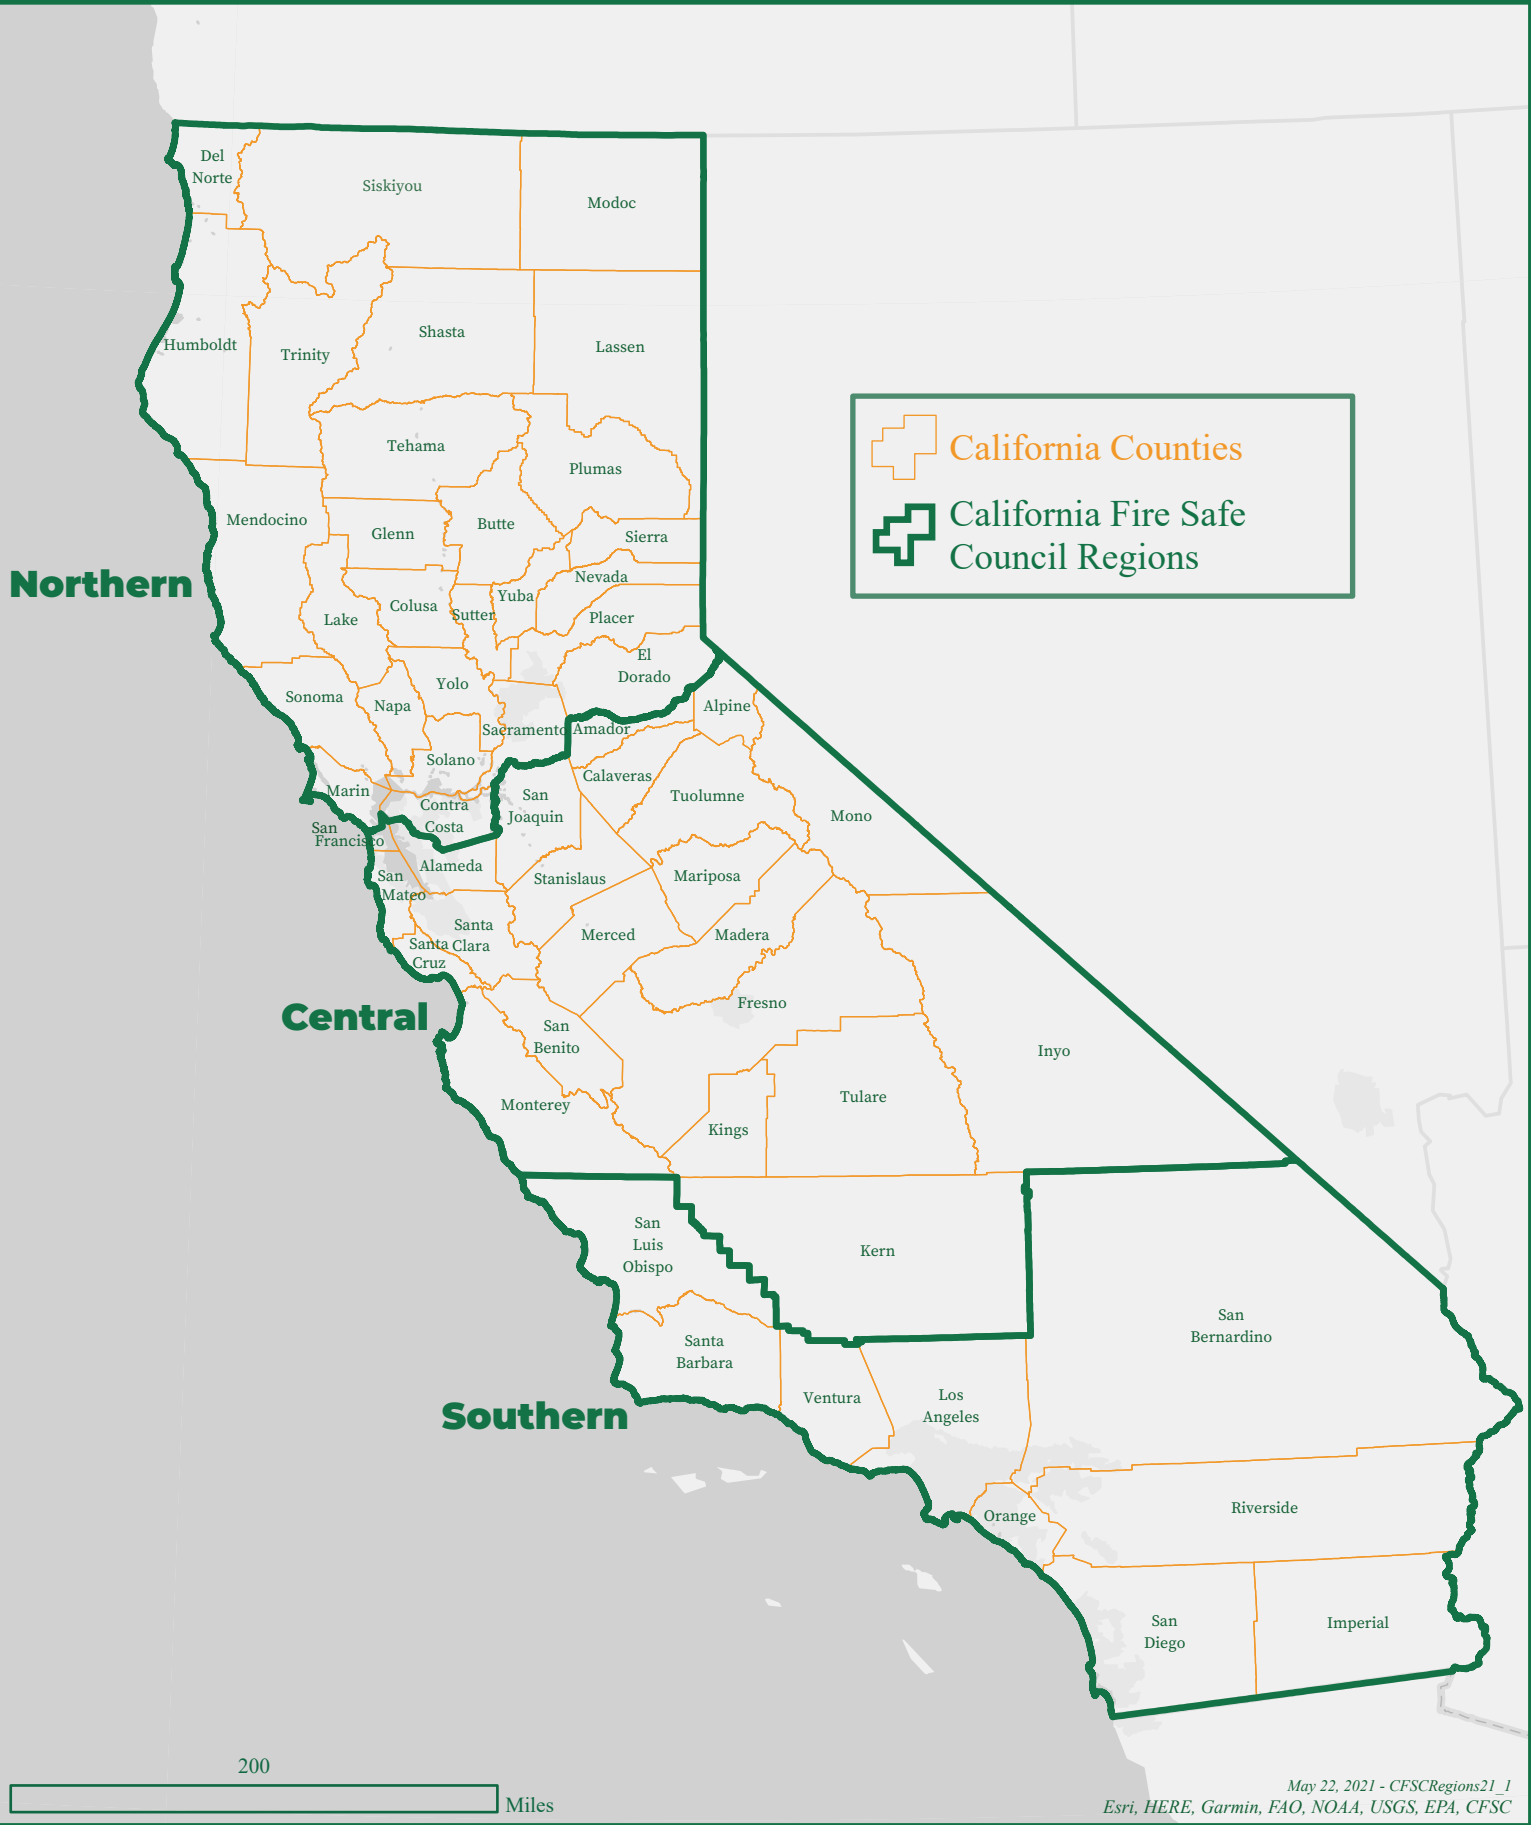 Del
Norte
Siskiyou
Modoc
Humboldt
Trinity
Shasta
Lassen
Tehama
Plumas
California Counties
California Fire Safe
Council Regions
Mendocino
Glenn
Butte
Sierra
Northern
Nevada
Lake
Colusa
Sutter
Yuba
Placer
El
Dorado
Sonoma
Napa
Yolo
Sacramento
Amador
Alpine
Solano
Calaveras
Marin
Contra
Costa
San
Joaquin
Tuolumne
Mono
San
Francisco
Alameda
San
Mateo
Stanislaus
Mariposa
Santa
Clara
Santa
Cruz
Merced
Madera
Central
Fresno
San
Benito
Inyo
Monterey
Kings
Tulare
San
Luis
Obispo
Kern
San
Bernardino
Santa
Barbara
Ventura
Los
Angeles
Southern
Orange
Riverside
San
Diego
Imperial
200
Miles
May 22, 2021 - CFSCRegions21_1
Esri, HERE, Garmin, FAO, NOAA, USGS, EPA, CFSC